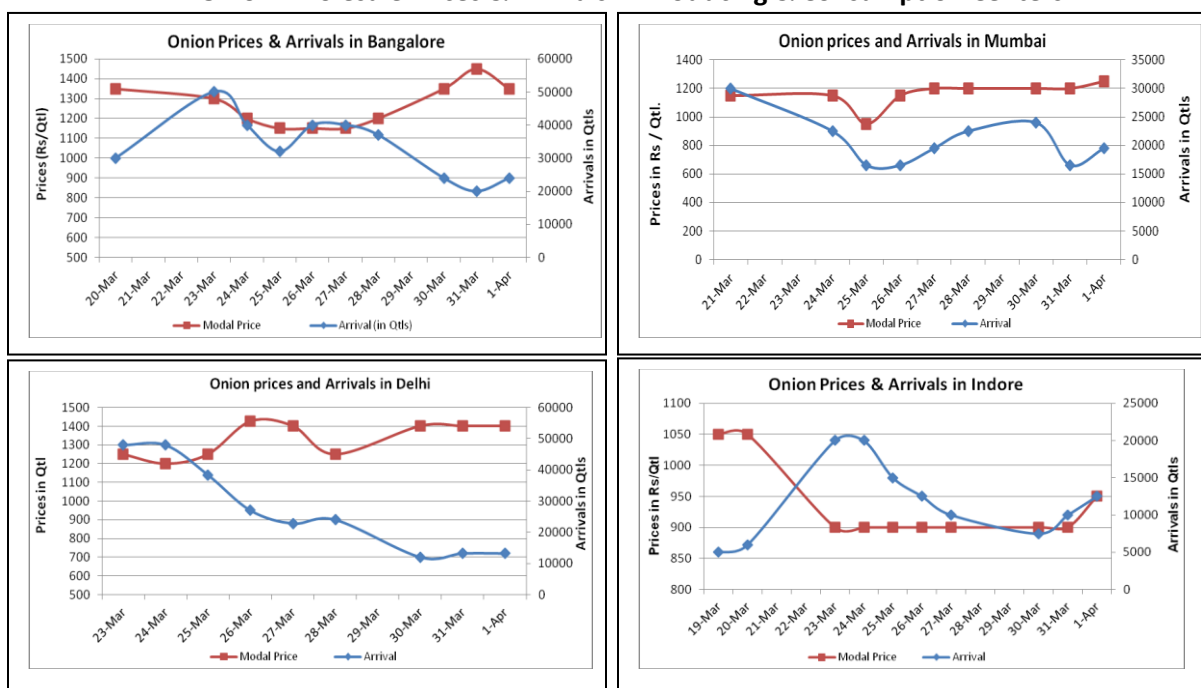 Onion Prices & Arrivals in Bangalore
1500
1400
1300
1200
1100
1000
900
800
700
600
500
Prices (Rs/Qtl)
60000
50000
40000
30000
20000
10000
0
Arrivals in Qtls
20-Mar
21-Mar
22-Mar
23-Mar
24-Mar
25-Mar
26-Mar
27-Mar
28-Mar
29-Mar
30-Mar
31-Mar
1-Apr
Modal Price
Arrival (in Qtls)
Onion prices and Arrivals in Mumbai
1400
1200
1000
800
600
400
200
0
Prices in Rs / Qtl.
35000
30000
25000
20000
15000
10000
5000
0
Arrivals in Qtls
21-Mar
22-Mar
23-Mar
24-Mar
25-Mar
26-Mar
27-Mar
28-Mar
29-Mar
30-Mar
31-Mar
1-Apr
Modal Price
Arrival
Onion prices and Arrivals in Delhi
1500
1400
1300
1200
1100
1000
900
800
700
600
500
Prices in Qtl
60000
50000
40000
30000
20000
10000
0
Arrivals in Qtls
23-Mar
24-Mar
25-Mar
26-Mar
27-Mar
28-Mar
29-Mar
30-Mar
31-Mar
1-Apr
Modal Price
Arrival
Onion Prices & Arrivals in Indore
1100
1050
1000
950
900
850
800
Prices in Rs/Qtl
25000
20000
15000
10000
5000
0
Arrivals in Qtls
19-Mar
20-Mar
21-Mar
22-Mar
23-Mar
24-Mar
25-Mar
26-Mar
27-Mar
28-Mar
29-Mar
30-Mar
31-Mar
1-Apr
Modal Price
Arrival